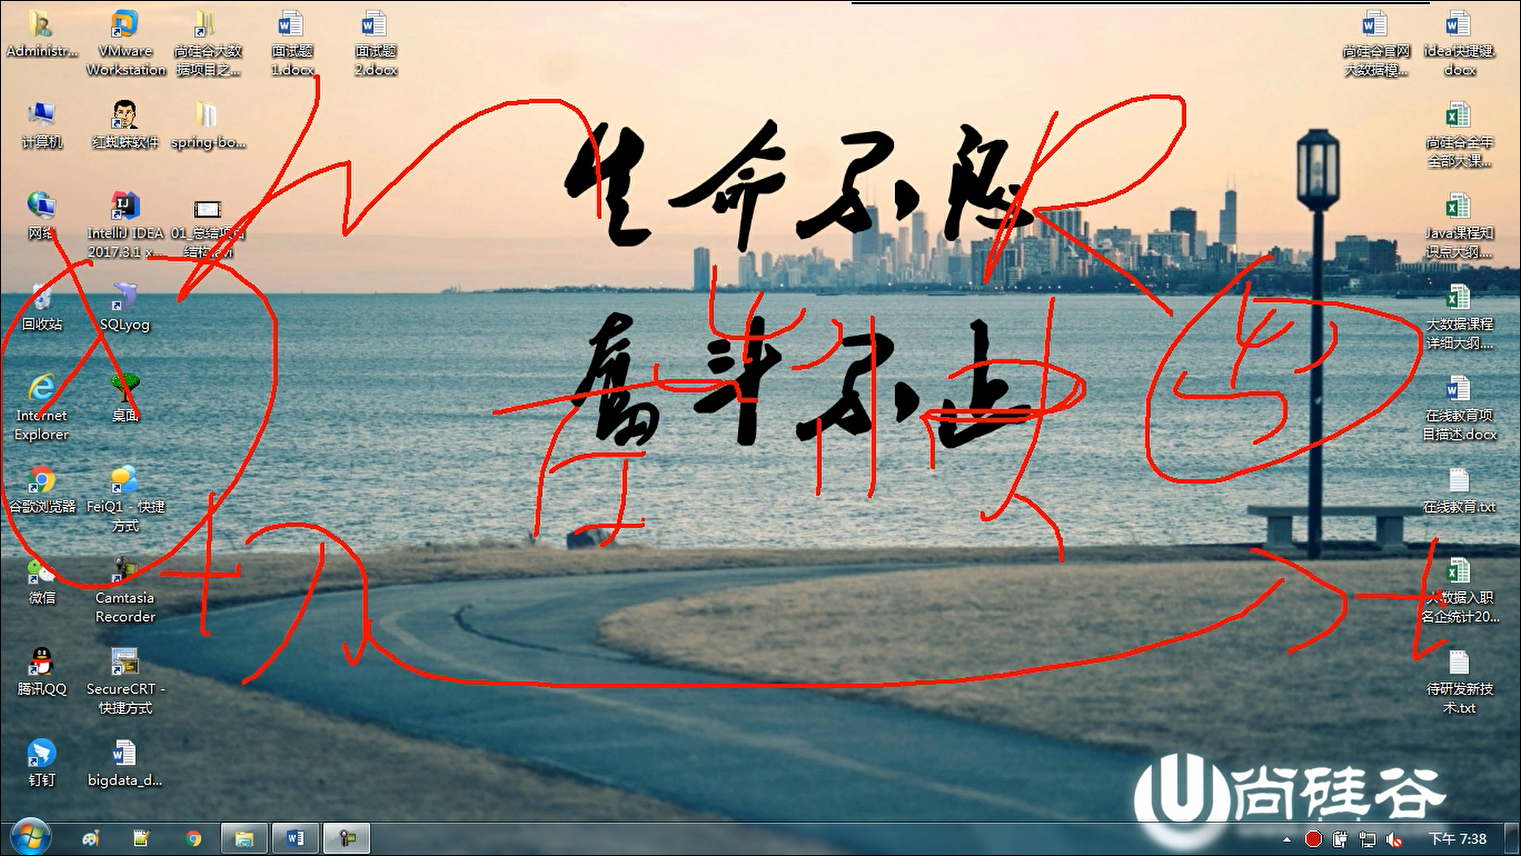 Administr...
VMware Workstation
尚硅谷大数据项目之...
面试题1.docx
面试题2.docx
尚硅谷官网大数据模...
idea快捷键.docx
计算机
红蜘蛛软件
spring-bo...
生命不息
尚硅谷全年全部大课...
网络
IntelliJ IDEA 2017.3.1 x...
01_总结项目结构.avi
Java课程知识点大纲....
回收站
SQLyog
奋斗不止
大数据课程详细大纲....
Internet Explorer
桌面
在线教育项目描述.docx
谷歌浏览器
FeiQ1 - 快捷方式
在线教育.txt
微信
Camtasia Recorder
大数据入职名企统计20...
腾讯QQ
SecureCRT - 快捷方式
待研发新技术.txt
钉钉
bigdata_d...
尚硅谷
下午 7:38